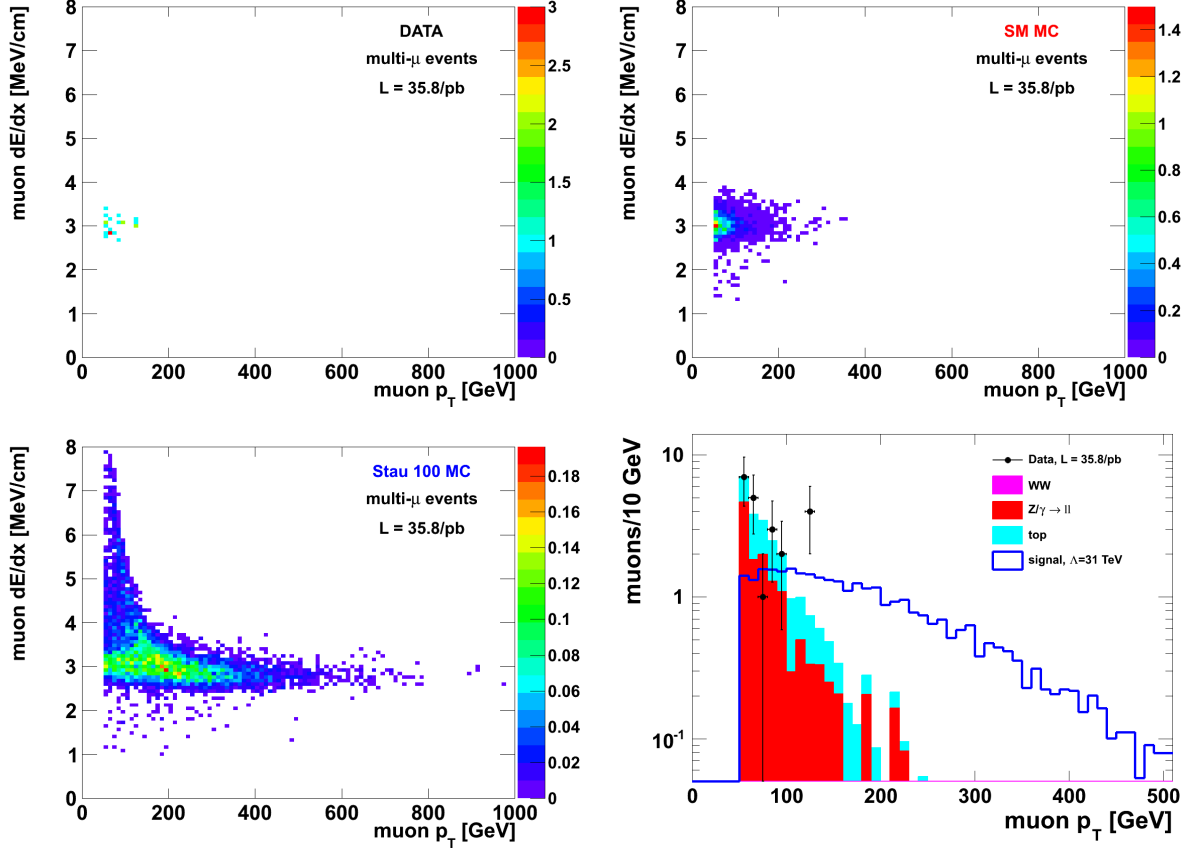 muon dE/dx [MeV/cm]
8
7
6
5
4
3
2
1
0
DATA
multi-μ events
L = 35.8/pb
3
2.5
2
1.5
1
0.5
0
0 200 400 600 800 1000
muon pT [GeV]
muon dE/dx [MeV/cm]
8
7
6
5
4
3
2
1
0
SM MC
multi-μ events
L = 35.8/pb
1.4
1.2
1
0.8
0.6
0.4
0.2
0
0 200 400 600 800 1000
muon pT [GeV]
muon dE/dx [MeV/cm]
8
7
6
5
4
3
2
1
0
Stau 100 MC
multi-μ events
L = 35.8/pb
0.18
0.16
0.14
0.12
0.1
0.08
0.06
0.04
0.02
0
0 200 400 600 800 1000
muon pT [GeV]
muons/10 GeV
10
1
10-1
Data, L = 35.8/pb
WW
Z/γ → ll
top
signal, Λ=31 TeV
0 100 200 300 400 500
muon pT [GeV]